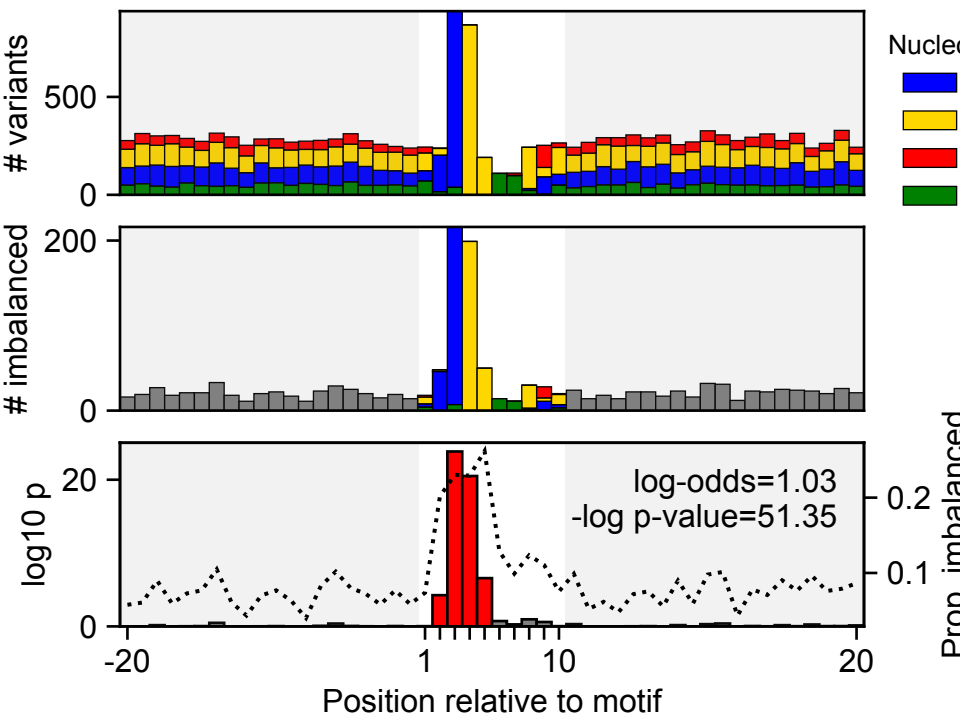 # variants
500
0
Nucleo
# imbalanced
200
0
log10 p
20
0
log-odds=1.03
-log p-value=51.35
0.2
0.1
Prop. imbalanced
-20
1
10
20
Position relative to motif